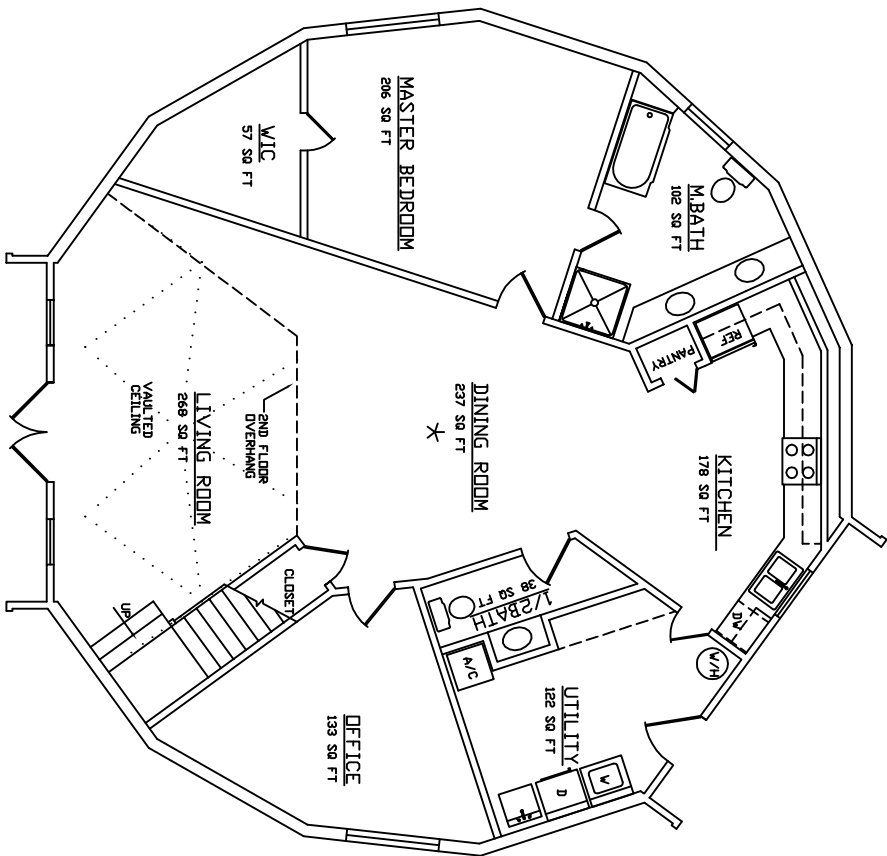 M.BATH
102 SQ FT
MASTER BEDROOM
206 SQ FT
WIC
57 SQ FT
REF
PANTRY
KITCHEN
178 SQ FT
DINING ROOM
237 SQ FT
2ND FLOOR
OVERHANG
LIVING ROOM
268 SQ FT
VAULTED
CEILING
DW
W/H
1/2BATH
38 SQ FT
CLOSET
UP
A/C
UTILITY
122 SQ FT
W
D
OFFICE
133 SQ FT